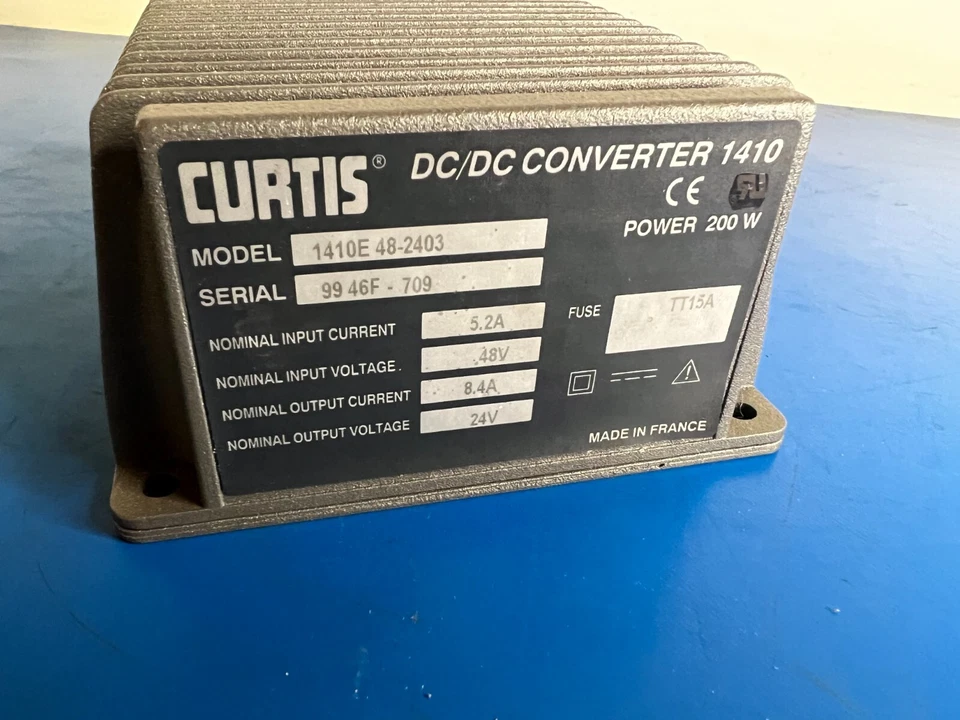 CURTIS® DC/DC CONVERTER 1410
CE
POWER 200 W
MODEL 1410E 48-2403
SERIAL 99 46F - 709
NOMINAL INPUT CURRENT 5.2A
NOMINAL INPUT VOLTAGE 48V
NOMINAL OUTPUT CURRENT 8.4A
NOMINAL OUTPUT VOLTAGE 24V
FUSE TT15A
MADE IN FRANCE